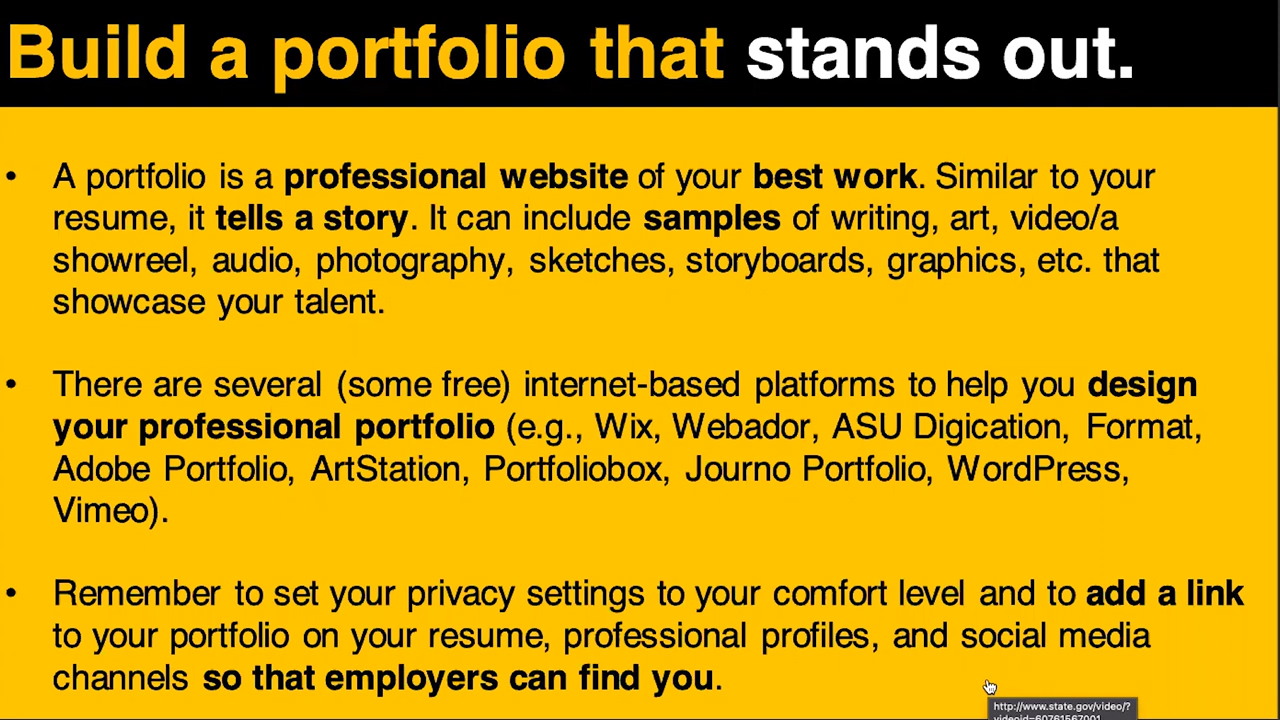 Build a portfolio that stands out.
• A portfolio is a professional website of your best work. Similar to your
resume, it tells a story. It can include samples of writing, art, video/a
showreel, audio, photography, sketches, storyboards, graphics, etc. that
showcase your talent.
• There are several (some free) internet-based platforms to help you design
your professional portfolio (e.g., Wix, Webador, ASU Digication, Format,
Adobe Portfolio, ArtStation, Portfoliobox, Journo Portfolio, WordPress,
Vimeo).
• Remember to set your privacy settings to your comfort level and to add a link
to your portfolio on your resume, professional profiles, and social media
channels so that employers can find you.
http://www.state.gov/video/?